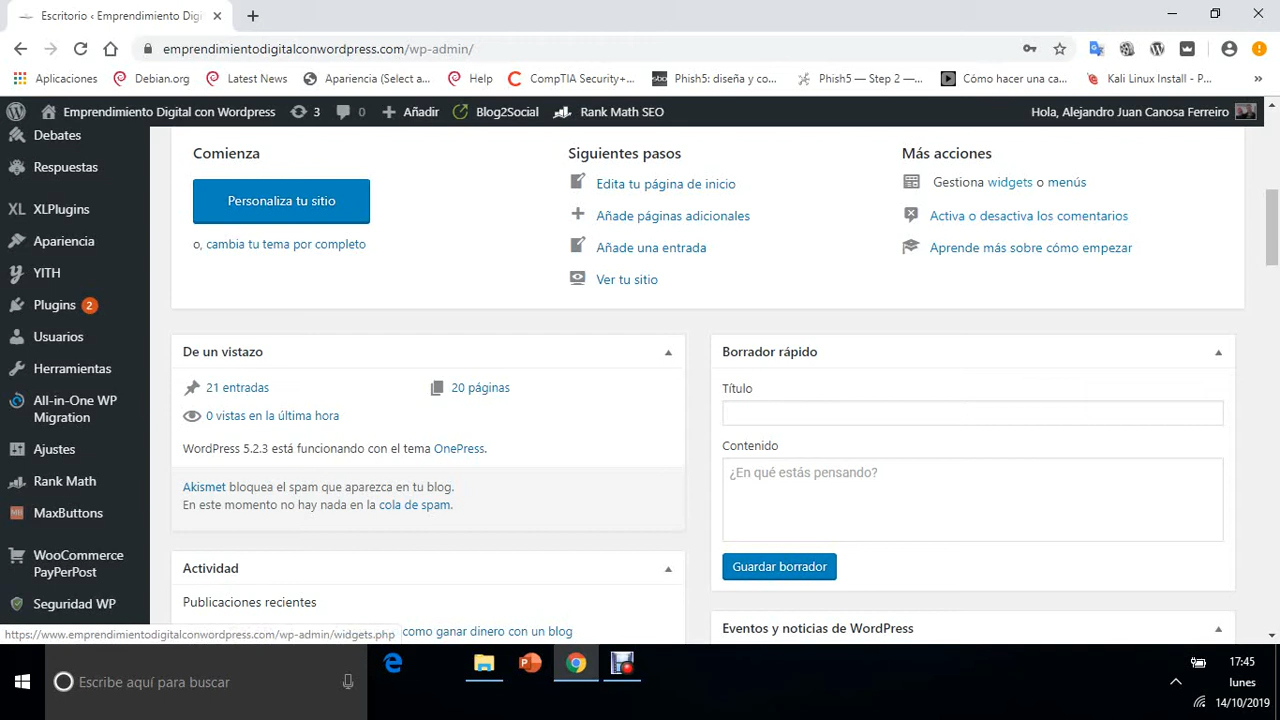 Escritorio ‹ Emprendimiento Digi
emprendimientodigitalconwordpress.com/wp-admin/
Aplicaciones
Debian.org
Latest News
Apariencia (Select a...
Help
CompTIA Security+...
Phish5: diseña y co...
Phish5 — Step 2 —...
Cómo hacer una ca...
Kali Linux Install - P...
»
Emprendimiento Digital con Wordpress
3
0
Añadir
Blog2Social
Rank Math SEO
Hola, Alejandro Juan Canosa Ferreiro
Debates
Respuestas
XL XLPlugins
Apariencia
YITH
Plugins 2
Usuarios
Herramientas
All-in-One WP
Migration
Ajustes
Rank Math
MaxButtons
WooCommerce
PayPerPost
Seguridad WP
Comienza
Personaliza tu sitio
o, cambia tu tema por completo
Siguientes pasos
Edita tu página de inicio
Añade páginas adicionales
Añade una entrada
Ver tu sitio
Más acciones
Gestiona widgets o menús
Activa o desactiva los comentarios
Aprende más sobre cómo empezar
De un vistazo
21 entradas
20 páginas
0 vistas en la última hora
WordPress 5.2.3 está funcionando con el tema OnePress.
Akismet bloquea el spam que aparezca en tu blog.
En este momento no hay nada en la cola de spam.
Actividad
Publicaciones recientes
como ganar dinero con un blog
Borrador rápido
Título
Contenido
¿En qué estás pensando?
Guardar borrador
Eventos y noticias de WordPress
https://www.emprendimientodigitalconwordpress.com/wp-admin/widgets.php
Escribe aquí para buscar
17:45
lunes
14/10/2019